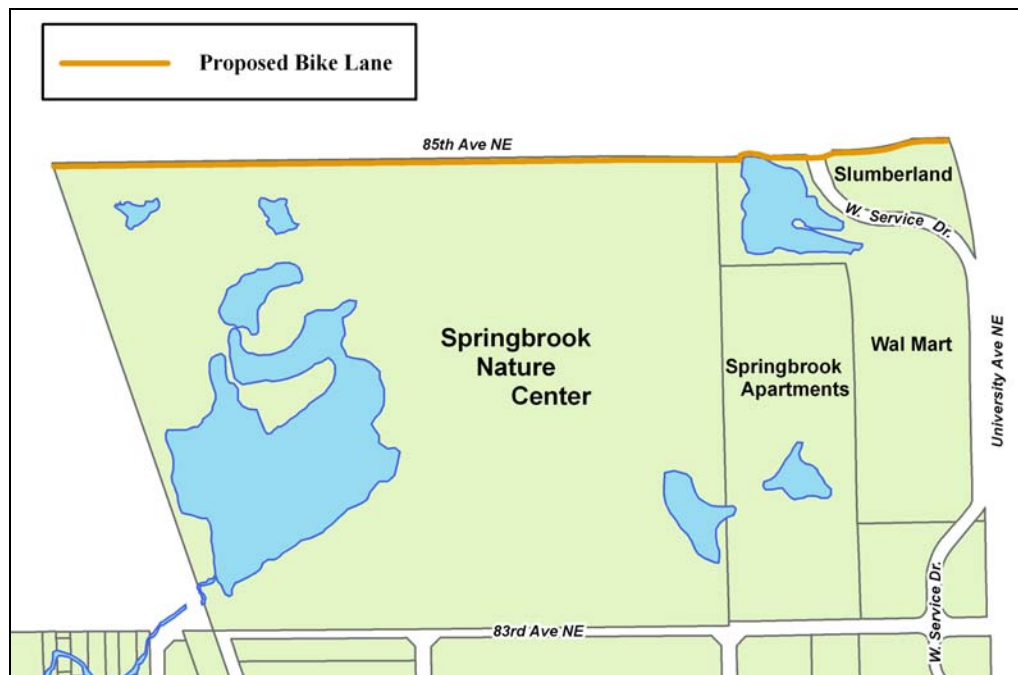 Proposed Bike Lane
85th Ave NE
Slumberland
W. Service Dr.
Springbrook
Nature
Center
Wal Mart
Springbrook
Apartments
University Ave NE
83rd Ave NE
W. Service Dr.